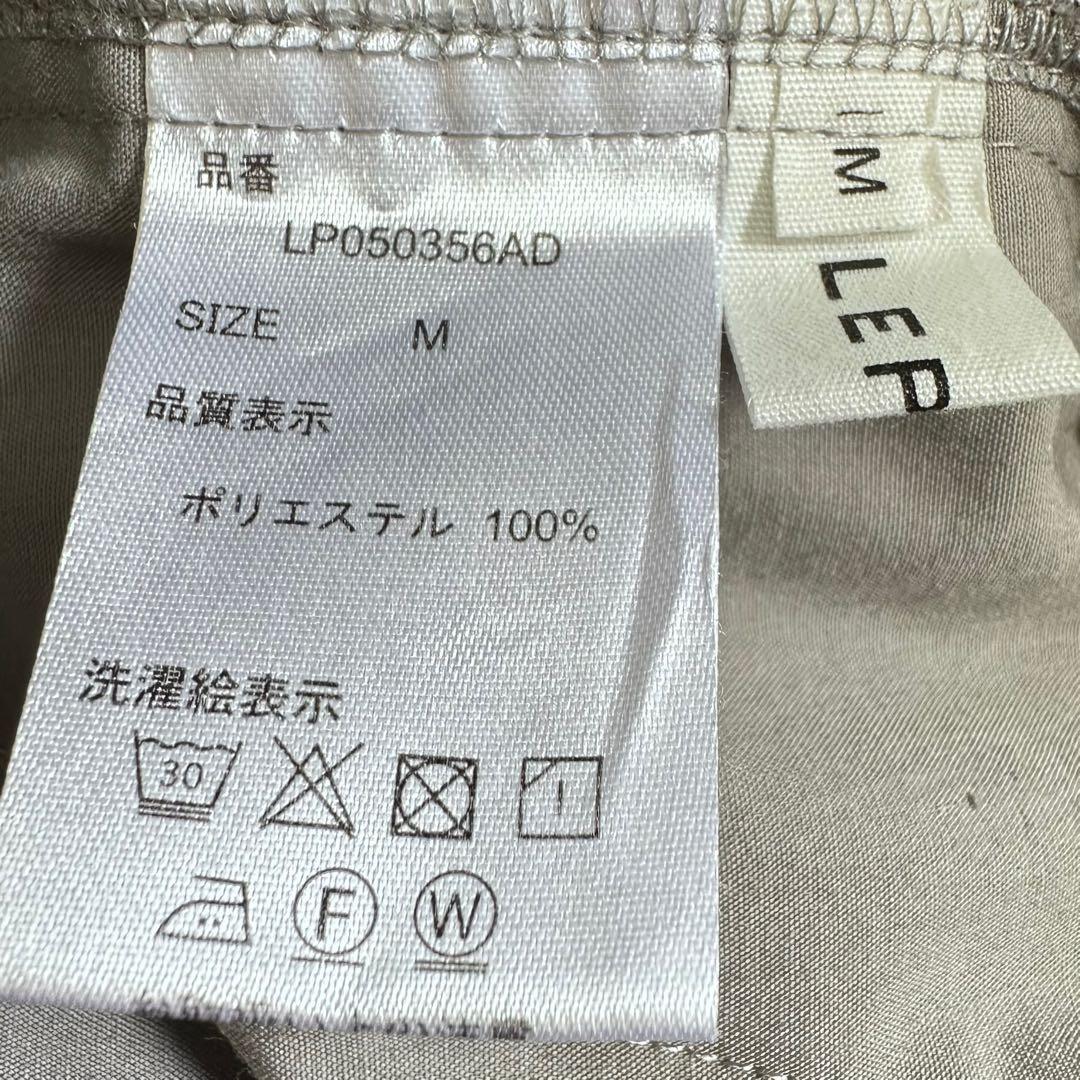 品番
LP050356AD
SIZE M
品質表示
ポリエステル 100%
洗濯絵表示
30
F W
M
LEP